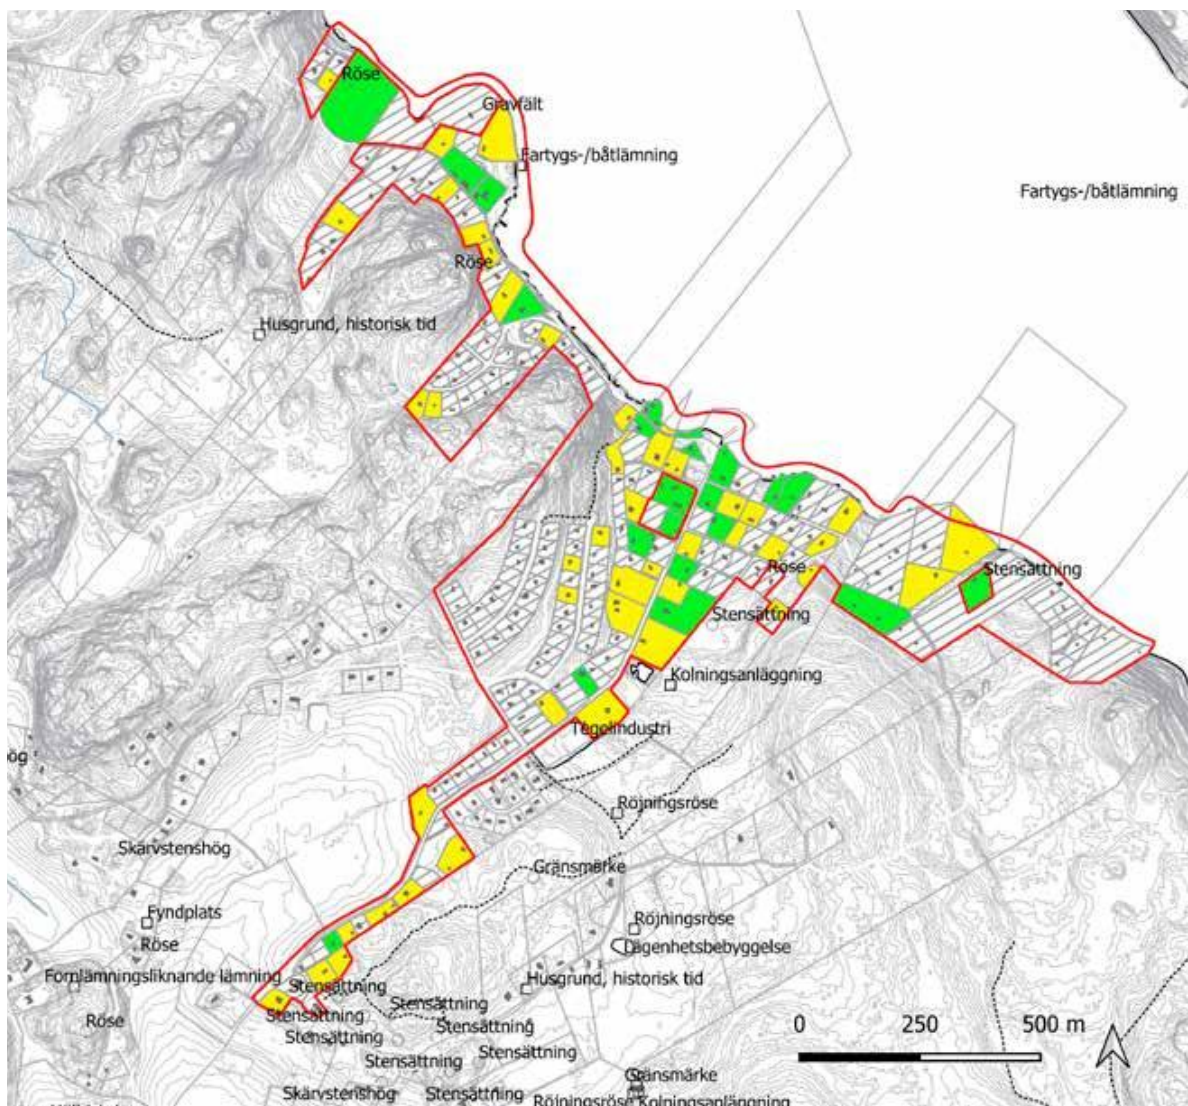 Röse
Gravfält
Fartygs-/båtlämning
Fartygs-/båtlämning
Röse
Husgrund, historisk tid
Röse
Stensättning
Stensättning
Kolningsanläggning
Tegelindustri
Röjningsröse
Skärvstenshög
Gränsmärke
Fyndplats
Röjningsröse
Röse
Lägenhetsbebyggelse
Fornlämningsliknande lämning
Husgrund, historisk tid
Stensättning
Stensättning
Stensättning
Röse
Stensättning
Stensättning
0 250 500 m
Stensättning
Stensättning
Gränsmärke
Skärvstenshög
Stensättning
Röjningsröse
Kolningsanläggning